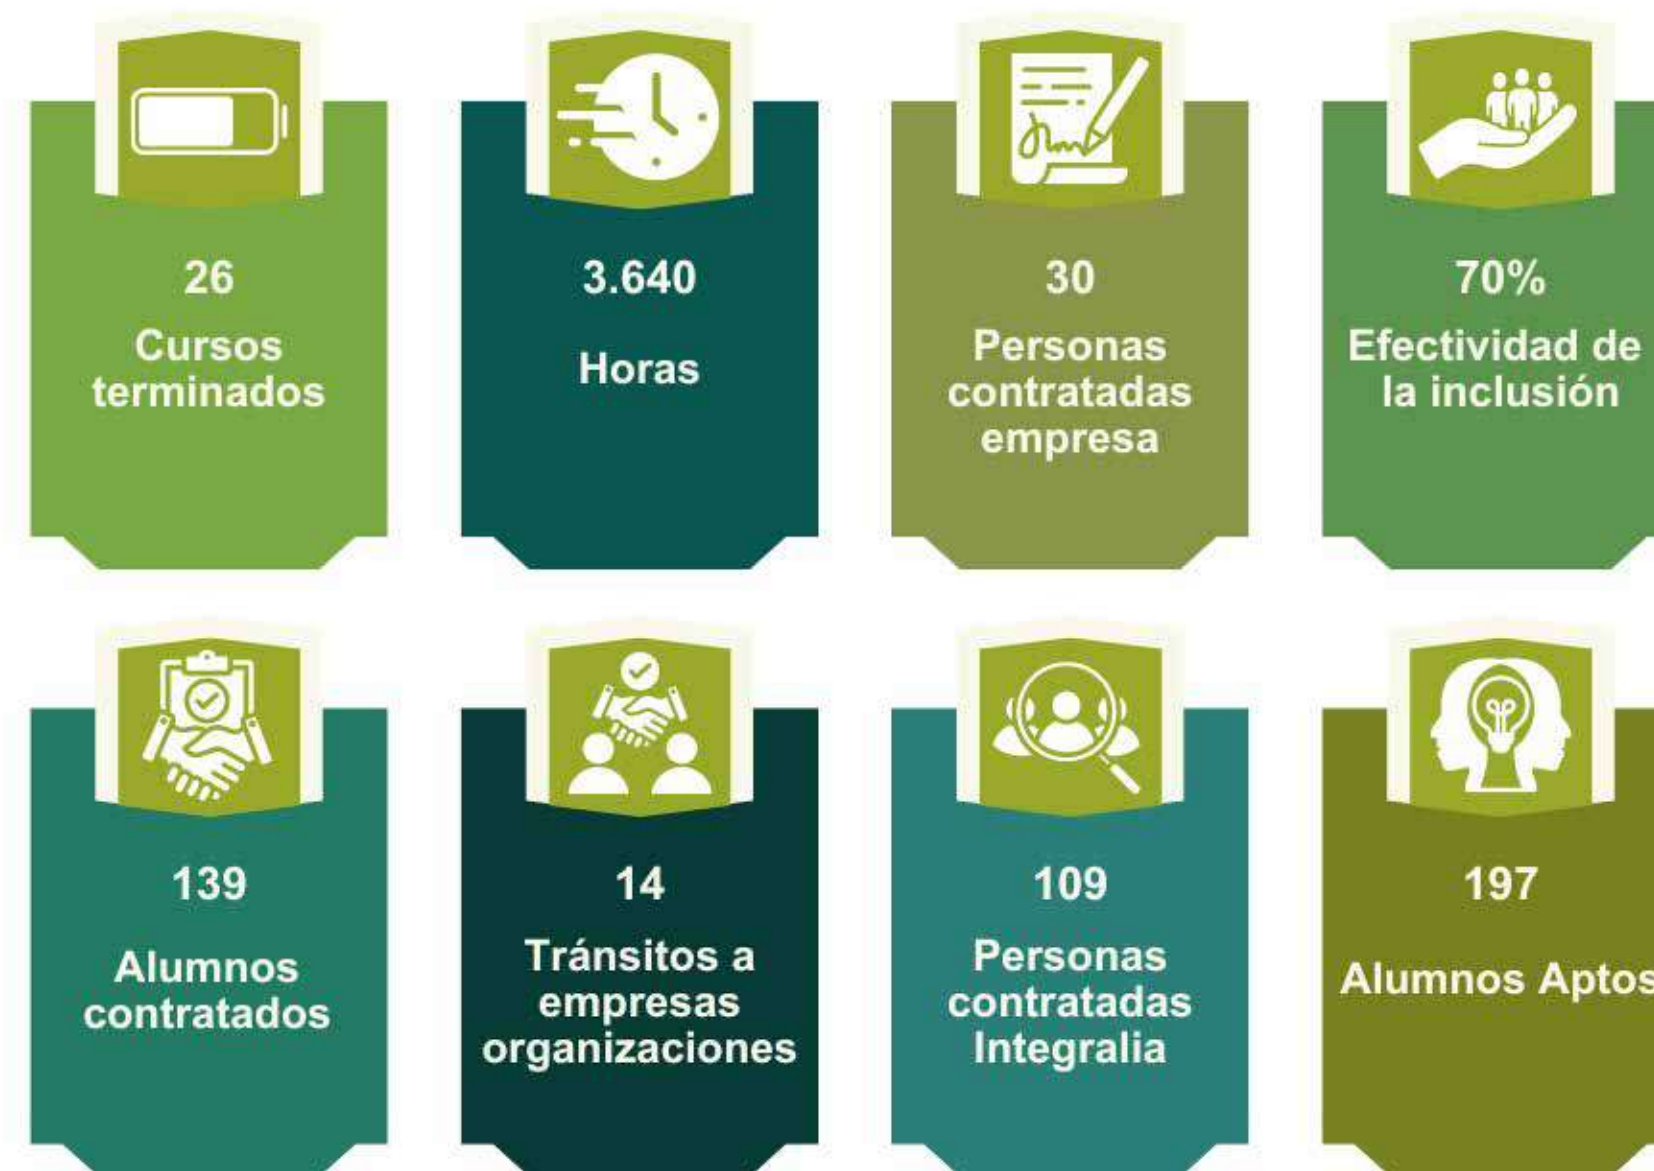 26
Cursos
terminados
3.640
Horas
30
Personas
contratadas
empresa
70%
Efectividad de
la inclusión
139
Alumnos
contratados
14
Tránsitos a
empresas
organizaciones
109
Personas
contratadas
Integralia
197
Alumnos Aptos